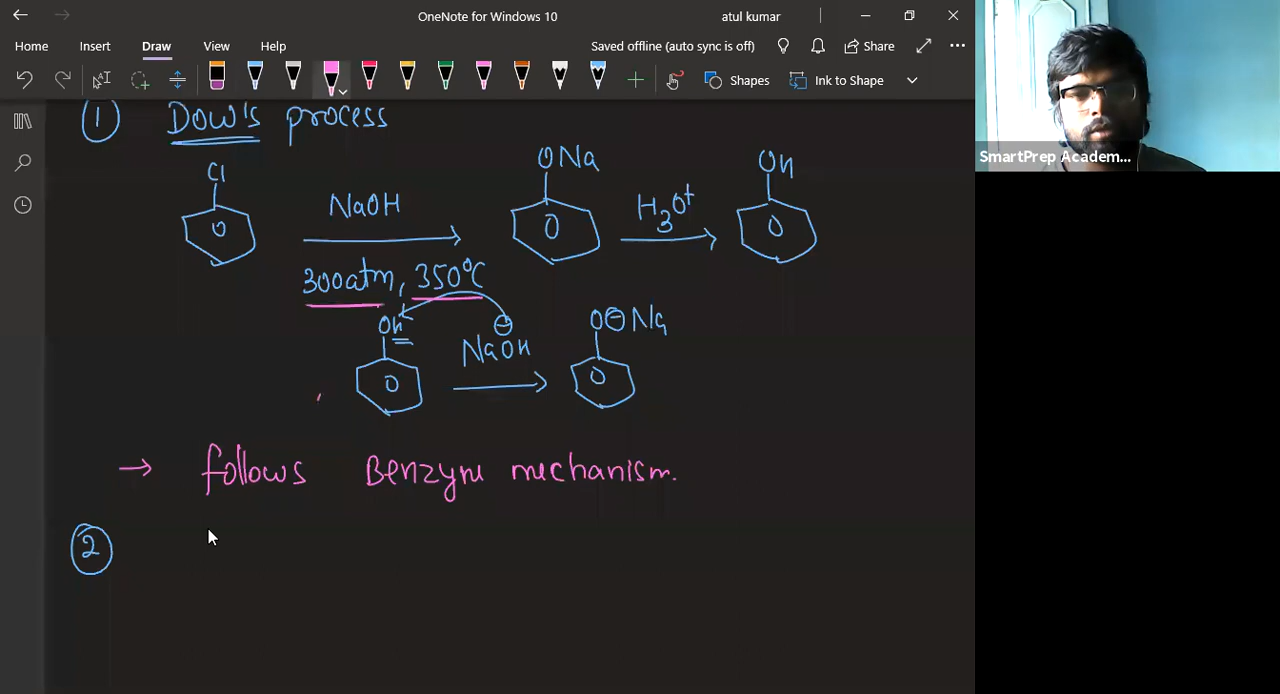 OneNote for Windows 10
atul kumar
Home Insert Draw View Help
Saved offline (auto sync is off)
Share
Shapes
Ink to Shape
SmartPrep Academ...
① Dow's process
Cl
NaOH
300atm, 350°C
ONa
H₃O⁺
OH
OH⁺
NaOH
⊖
O⊖Na
→ follows Benzyne mechanism.
②